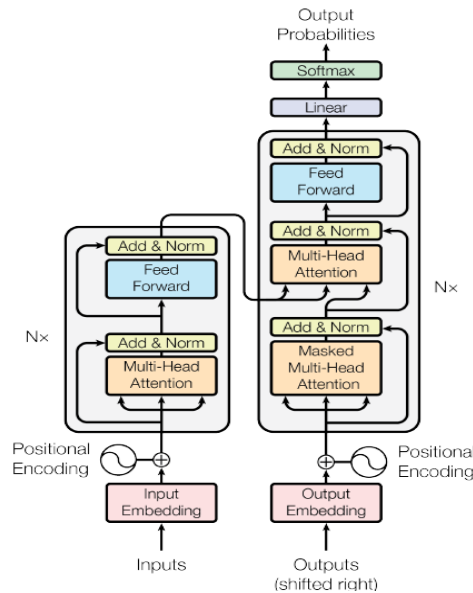 Output
Probabilities
Softmax
Linear
Add & Norm
Feed
Forward
Add & Norm
Multi-Head
Attention
Add & Norm
Masked
Multi-Head
Attention
N×
Add & Norm
Feed
Forward
Add & Norm
Multi-Head
Attention
N×
Positional
Encoding
Positional
Encoding
Input
Embedding
Output
Embedding
Inputs
Outputs
(shifted right)